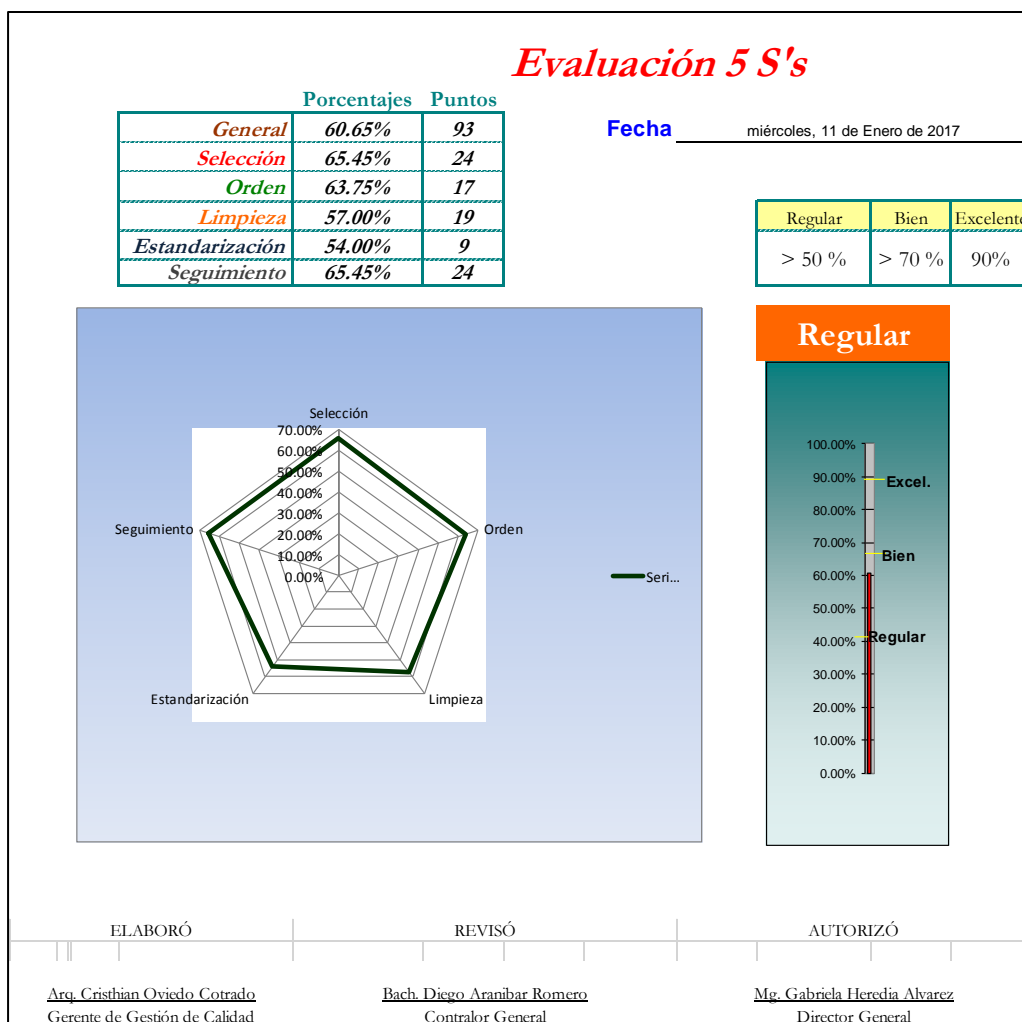 Evaluación 5 S's
Porcentajes Puntos
General 60.65% 93
Selección 65.45% 24
Orden 63.75% 17
Limpieza 57.00% 19
Estandarización 54.00% 9
Seguimiento 65.45% 24
Fecha miércoles, 11 de Enero de 2017
Regular Bien Excelente
> 50 % > 70 % 90%
Regular
Selección
70.00%
60.00%
50.00%
40.00%
30.00%
20.00%
10.00%
0.00%
Orden
Limpieza
Estandarización
Seguimiento
Seri...
100.00%
90.00%
80.00%
70.00%
60.00%
50.00%
40.00%
30.00%
20.00%
10.00%
0.00%
Excel.
Bien
Regular
ELABORÓ REVISÓ AUTORIZÓ
Arq. Cristhian Oviedo Cotrado Bach. Diego Aranibar Romero Mg. Gabriela Heredia Alvarez
Gerente de Gestión de Calidad Contralor General Director General